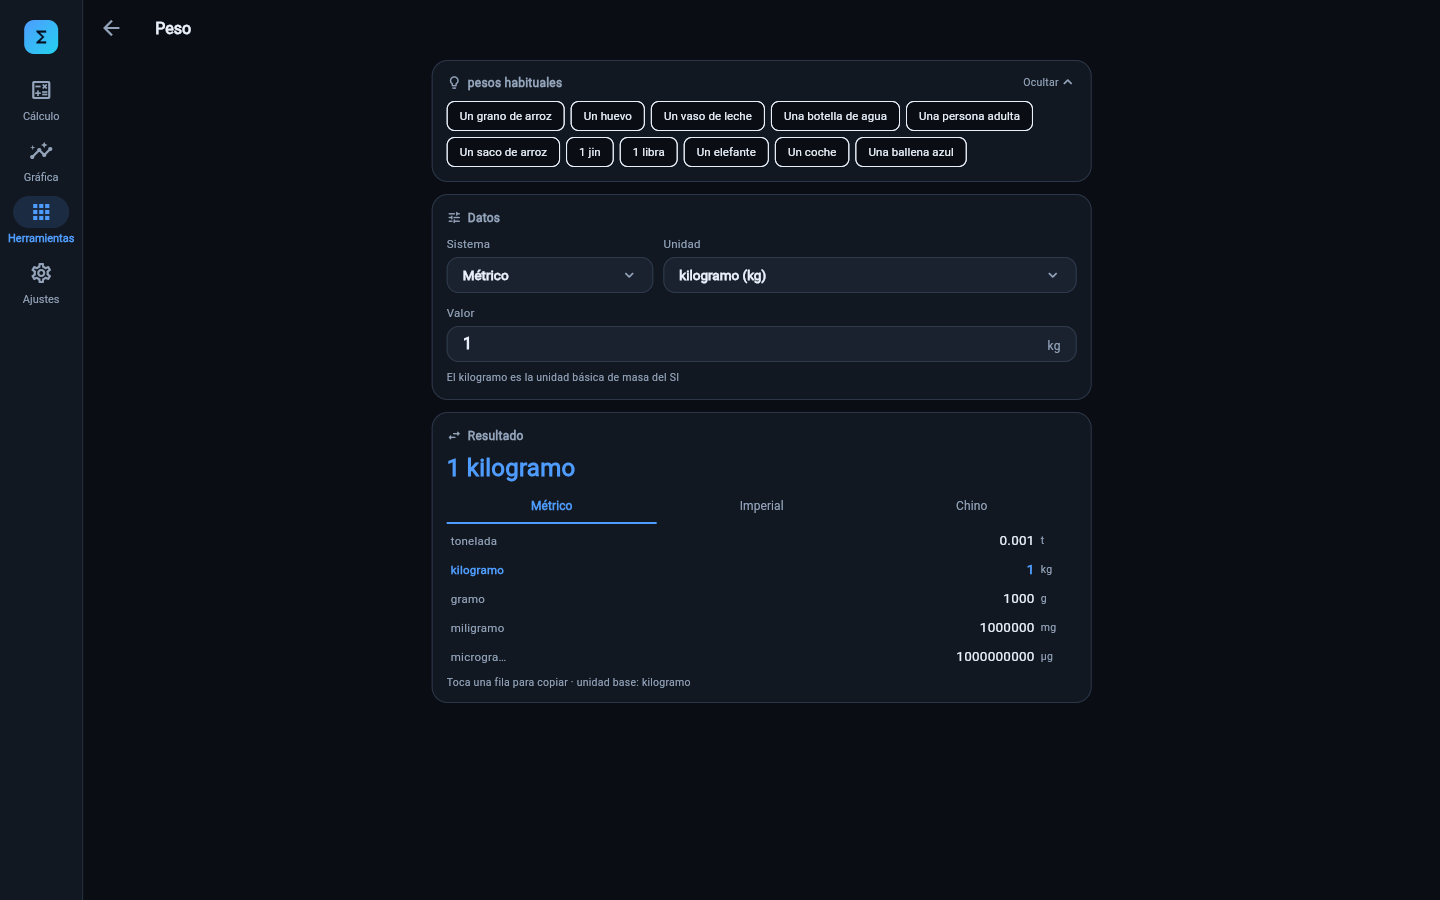 Σ
Peso
Cálculo
Gráfica
Herramientas
Ajustes
pesos habituales
Ocultar
Un grano de arroz
Un huevo
Un vaso de leche
Una botella de agua
Una persona adulta
Un saco de arroz
1 jin
1 libra
Un elefante
Un coche
Una ballena azul
Datos
Sistema
Unidad
Métrico
kilogramo (kg)
Valor
1 kg
El kilogramo es la unidad básica de masa del SI
Resultado
1 kilogramo
Métrico
Imperial
Chino
tonelada 0.001 t
kilogramo 1 kg
gramo 1000 g
miligramo 1000000 mg
microgra… 1000000000 µg
Toca una fila para copiar · unidad base: kilogramo